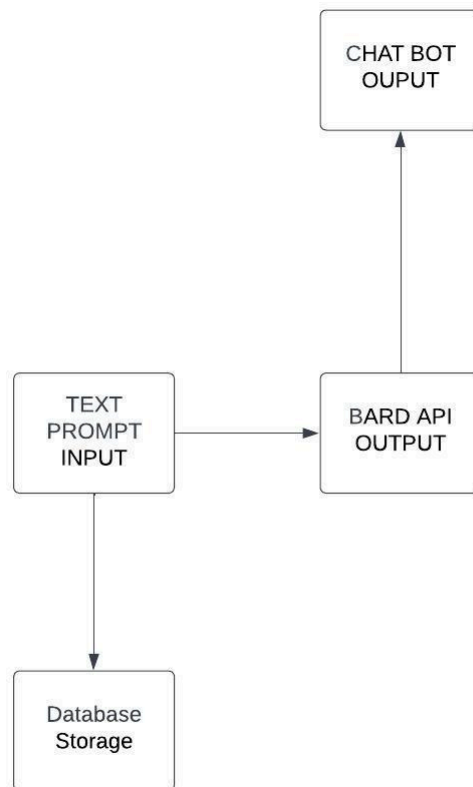 CHAT BOT
OUPUT
TEXT
PROMPT
INPUT
BARD API
OUTPUT
Database
Storage